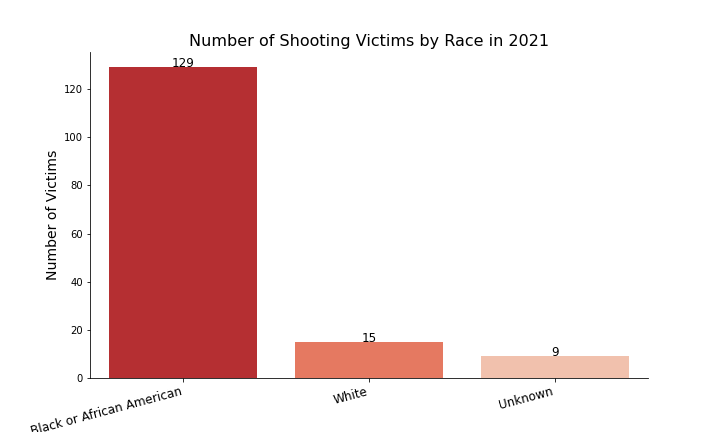 Number of Shooting Victims by Race in 2021
129
120
100
80
60
40
20
0
Number of Victims
15
9
Black or African American
White
Unknown